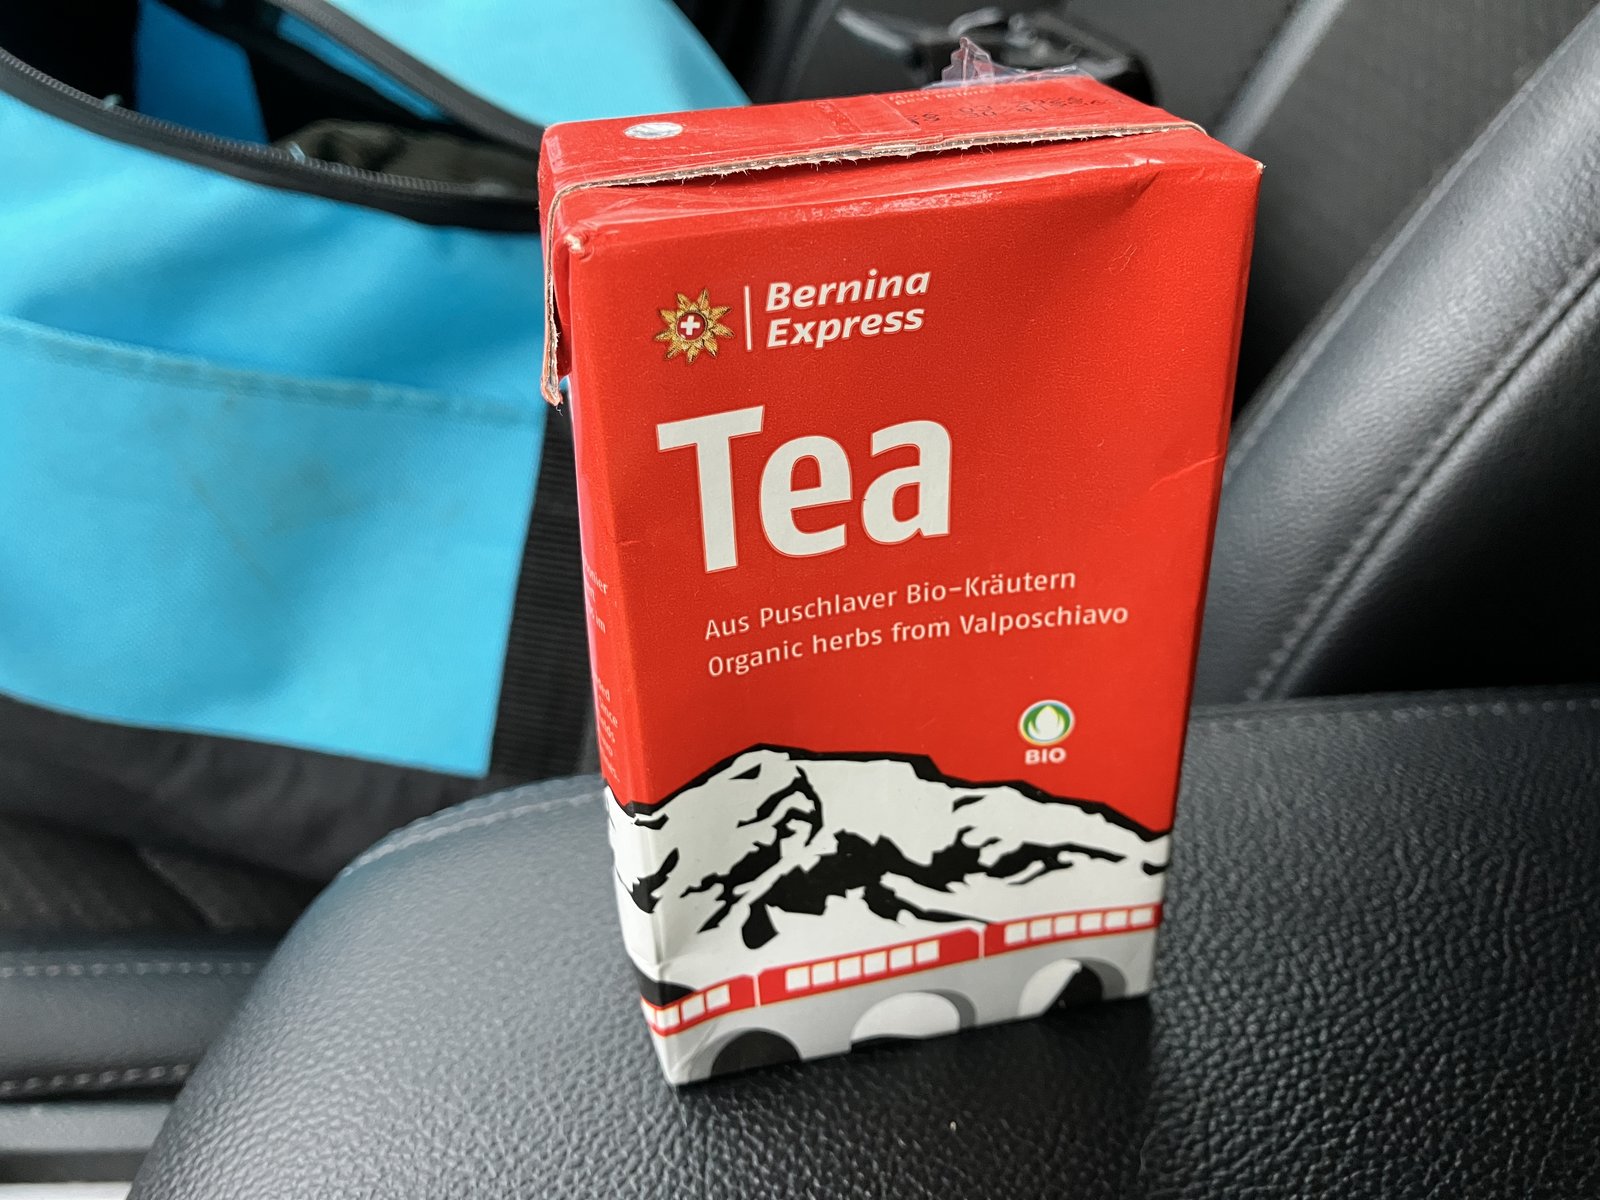 Bernina
Express
Tea
Aus Puschlaver Bio-Kräutern
Organic herbs from Valposchiavo
BIO